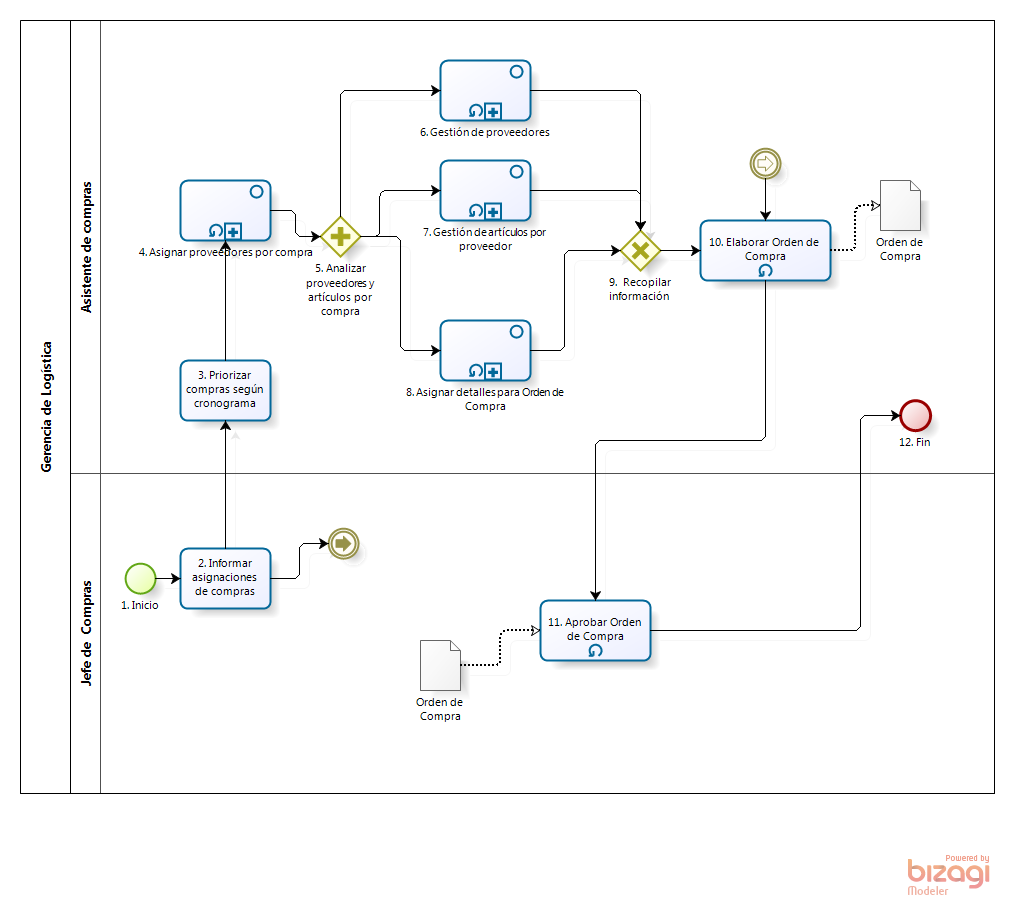 Gerencia de Logística
Asistente de compras
6. Gestión de proveedores
7. Gestión de artículos por
proveedor
4. Asignar proveedores por compra
5. Analizar
proveedores y
artículos por
compra
9. Recopilar
información
10. Elaborar Orden de
Compra
Orden de
Compra
3. Priorizar
compras según
cronograma
8. Asignar detalles para Orden de
Compra
12. Fin
Jefe de Compras
1. Inicio
2. Informar
asignaciones
de compras
11. Aprobar Orden
de Compra
Orden de
Compra
Powered by
bizagi
Modeler